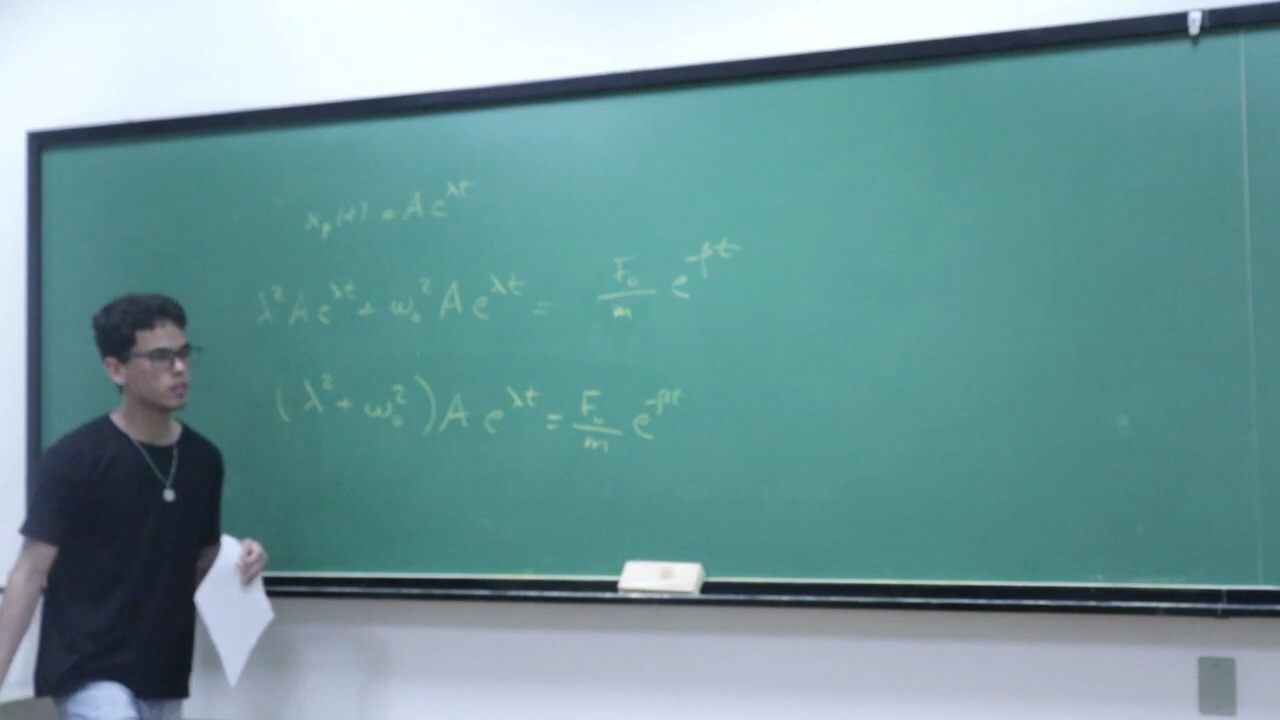 x_p(t) = A e^{λt}
λ² A e^{λt} + ω₀² A e^{λt} = F₀/m e^{-βt}
(λ² + ω₀²) A e^{λt} = F₀/m e^{-βt}